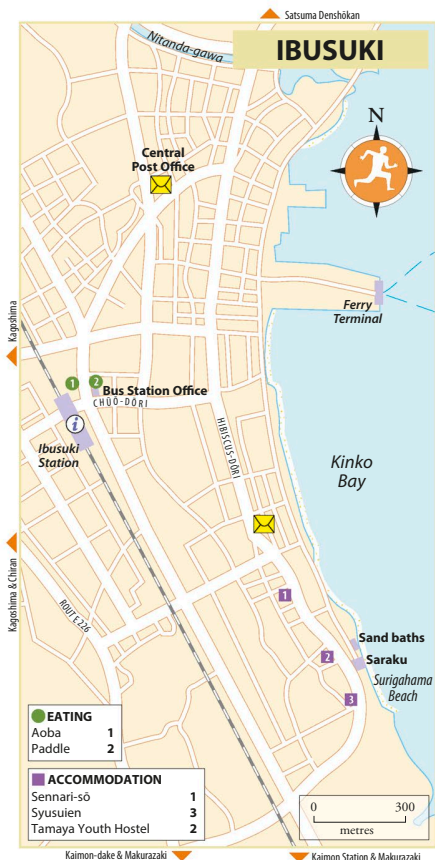 Satsuma Denshōkan
IBUSUKI
Nitanda-gawa
N
Central
Post Office
Ferry
Terminal
Kagoshima
1
2
Bus Station Office
CHŪŌ-DŌRI
i
Ibusuki
Station
HIBISCUS-DŌRI
Kinko
Bay
Kagoshima & Chiran
ROUTE 226
1
Sand baths
2
Saraku
Surigahama
Beach
3
EATING
Aoba 1
Paddle 2
ACCOMMODATION
Sennari-sō 1
Syusuien 3
Tamaya Youth Hostel 2
0 300
metres
Kaimon-dake & Makurazaki
Kaimon Station & Makurazaki